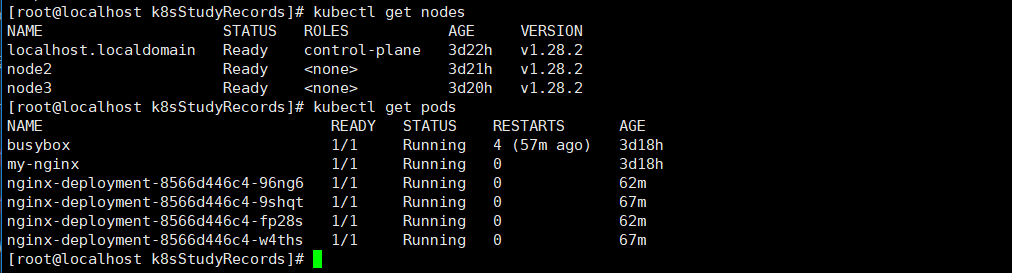 [root@localhost k8sStudyRecords]# kubectl get nodes
NAME                    STATUS   ROLES           AGE     VERSION
localhost.localdomain   Ready    control-plane   3d22h   v1.28.2
node2                   Ready    <none>          3d21h   v1.28.2
node3                   Ready    <none>          3d20h   v1.28.2
[root@localhost k8sStudyRecords]# kubectl get pods
NAME                                READY   STATUS    RESTARTS      AGE
busybox                             1/1     Running   4 (57m ago)   3d18h
my-nginx                            1/1     Running   0             3d18h
nginx-deployment-8566d446c4-96ng6   1/1     Running   0             62m
nginx-deployment-8566d446c4-9shqt   1/1     Running   0             67m
nginx-deployment-8566d446c4-fp28s   1/1     Running   0             62m
nginx-deployment-8566d446c4-w4ths   1/1     Running   0             67m
[root@localhost k8sStudyRecords]#